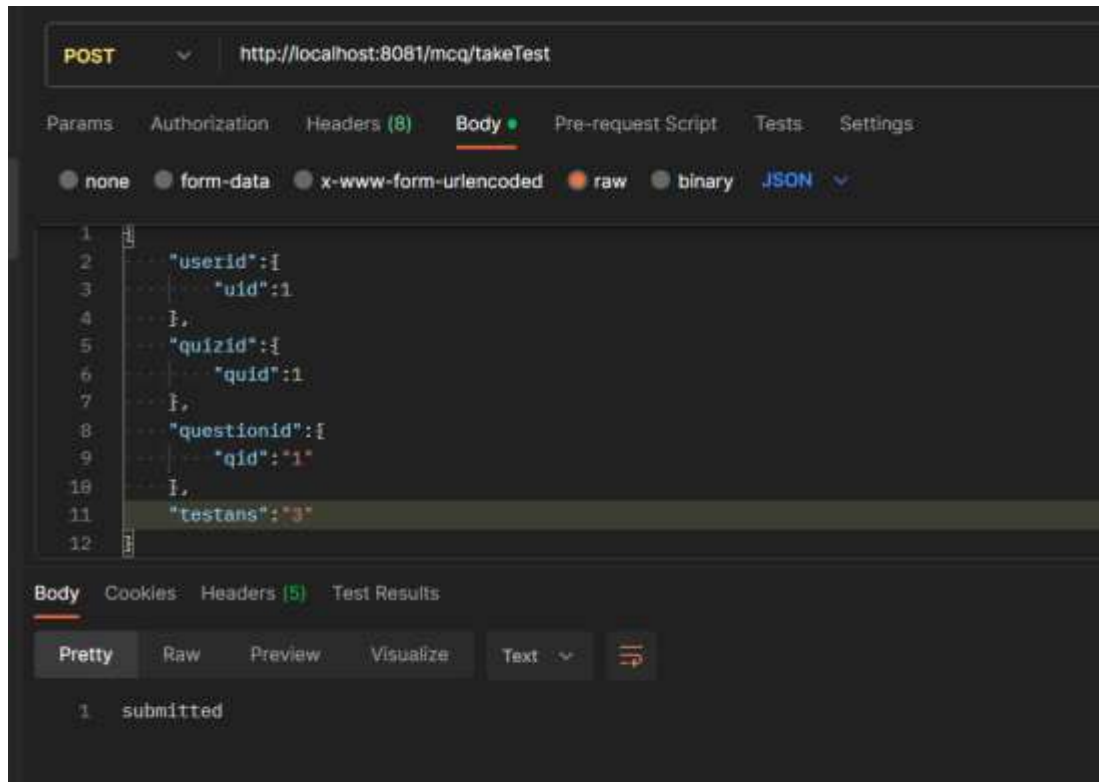 POST http://localhost:8081/mcq/takeTest
Params Authorization Headers (8) Body Pre-request Script Tests Settings
none form-data x-www-form-urlencoded raw binary JSON
1 {
2 "userid":{
3 "uid":1
4 },
5 "quizid":{
6 "quid":1
7 },
8 "questionid":{
9 "qid":"1"
10 },
11 "testans":"3"
12 }
Body Cookies Headers (5) Test Results
Pretty Raw Preview Visualize Text
1 submitted